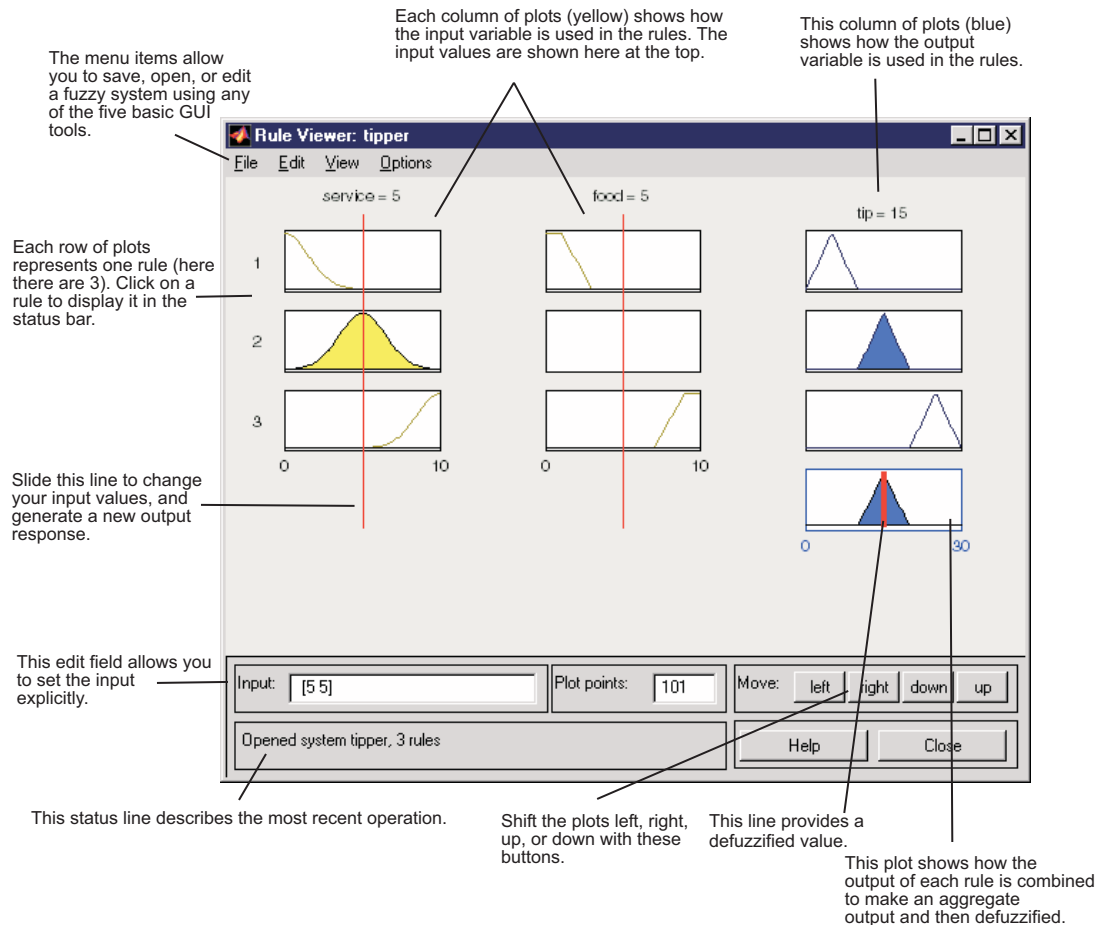 Each column of plots (yellow) shows how
the input variable is used in the rules. The
input values are shown here at the top.
This column of plots (blue)
shows how the output
variable is used in the rules.
The menu items allow
you to save, open, or edit
a fuzzy system using any
of the five basic GUI
tools.
Rule Viewer: tipper
File Edit View Options
service = 5
food = 5
tip = 15
Each row of plots
represents one rule (here
there are 3). Click on a
rule to display it in the
status bar.
1
2
3
0 10
0 10
0 30
Slide this line to change
your input values, and
generate a new output
response.
This edit field allows you
to set the input
explicitly.
Input: [5 5]
Plot points: 101
Move: left right down up
Opened system tipper, 3 rules
Help Close
This status line describes the most recent operation.
Shift the plots left, right,
up, or down with these
buttons.
This line provides a
defuzzified value.
This plot shows how the
output of each rule is combined
to make an aggregate
output and then defuzzified.